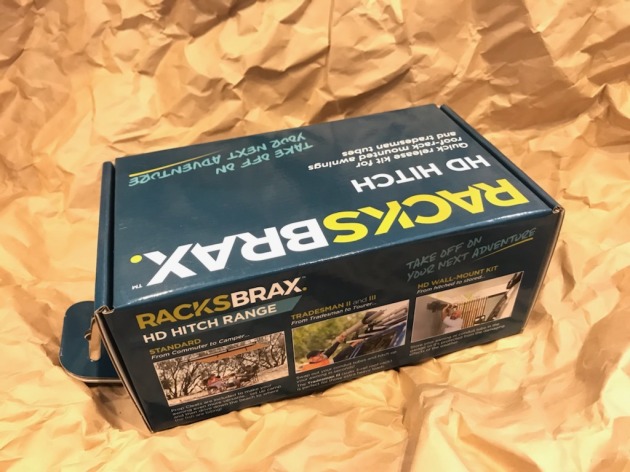 RACKSBRAX.™
HD HITCH
Quick release kit for
roof-rack mounted awnings
and tradesman tubes
TAKE OFF ON
YOUR NEXT ADVENTURE
RACKSBRAX.
HD HITCH RANGE
STANDARD
From Commuter to Camper...
TRADESMAN II and III
From Tradesman to Tourer...
TAKE OFF ON
YOUR NEXT ADVENTURE
HD WALL-MOUNT KIT
From hitched to stored...